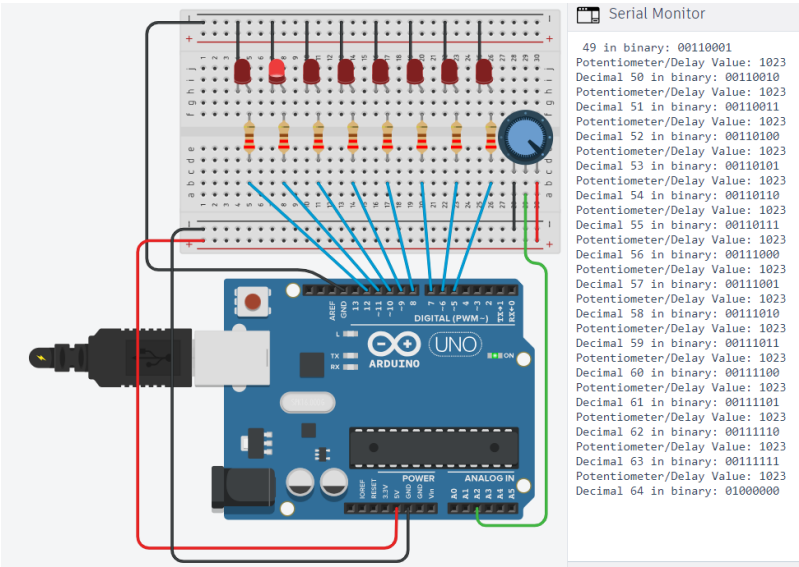 Serial Monitor
49 in binary: 00110001
Potentiometer/Delay Value: 1023
Decimal 50 in binary: 00110010
Potentiometer/Delay Value: 1023
Decimal 51 in binary: 00110011
Potentiometer/Delay Value: 1023
Decimal 52 in binary: 00110100
Potentiometer/Delay Value: 1023
Decimal 53 in binary: 00110101
Potentiometer/Delay Value: 1023
Decimal 54 in binary: 00110110
Potentiometer/Delay Value: 1023
Decimal 55 in binary: 00110111
Potentiometer/Delay Value: 1023
Decimal 56 in binary: 00111000
Potentiometer/Delay Value: 1023
Decimal 57 in binary: 00111001
Potentiometer/Delay Value: 1023
Decimal 58 in binary: 00111010
Potentiometer/Delay Value: 1023
Decimal 59 in binary: 00111011
Potentiometer/Delay Value: 1023
Decimal 60 in binary: 00111100
Potentiometer/Delay Value: 1023
Decimal 61 in binary: 00111101
Potentiometer/Delay Value: 1023
Decimal 62 in binary: 00111110
Potentiometer/Delay Value: 1023
Decimal 63 in binary: 00111111
Potentiometer/Delay Value: 1023
Decimal 64 in binary: 01000000
AREF GND 13 12 ~11 ~10 ~9 8 7 ~6 ~5 4 ~3 2 TX→1 RX←0
DIGITAL (PWM~)
L
TX
RX
UNO
ON
ARDUINO
POWER ANALOG IN
IOREF RESET 3.3V 5V GND GND Vin A0 A1 A2 A3 A4 A5